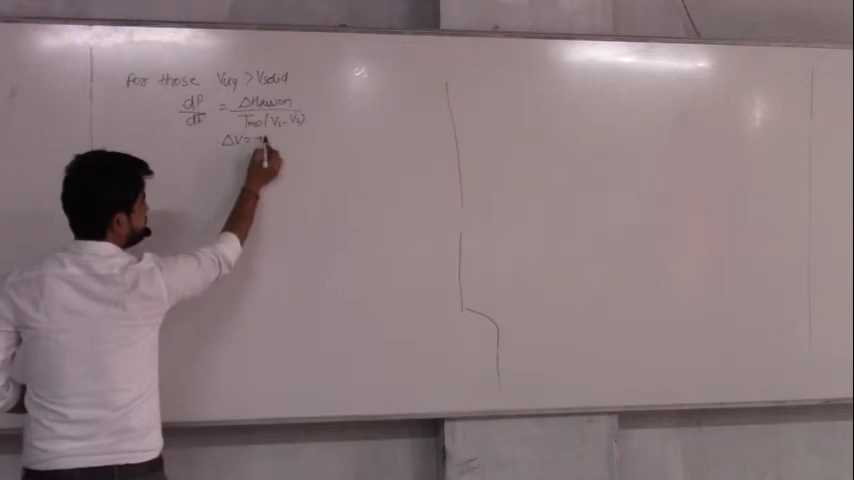 For those Vliq > Vsolid
dP/dT = ΔHfusion/Tmp(VL - Vs)
ΔV = +